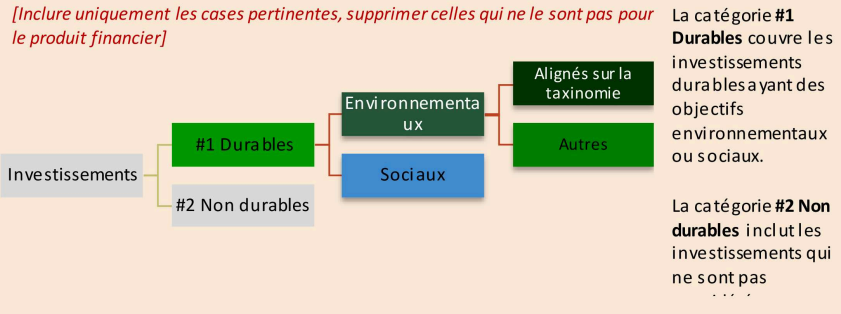 [Inclure uniquement les cases pertinentes, supprimer celles qui ne le sont pas pour
le produit financier]
Investissements
#1 Durables
#2 Non durables
Environnementa
ux
Sociaux
Alignés sur la
taxinomie
Autres
La catégorie #1
Durables couvre les
investissements
durables ayant des
objectifs
environnementaux
ou sociaux.
La catégorie #2 Non
durables inclut les
investissements qui
ne sont pas